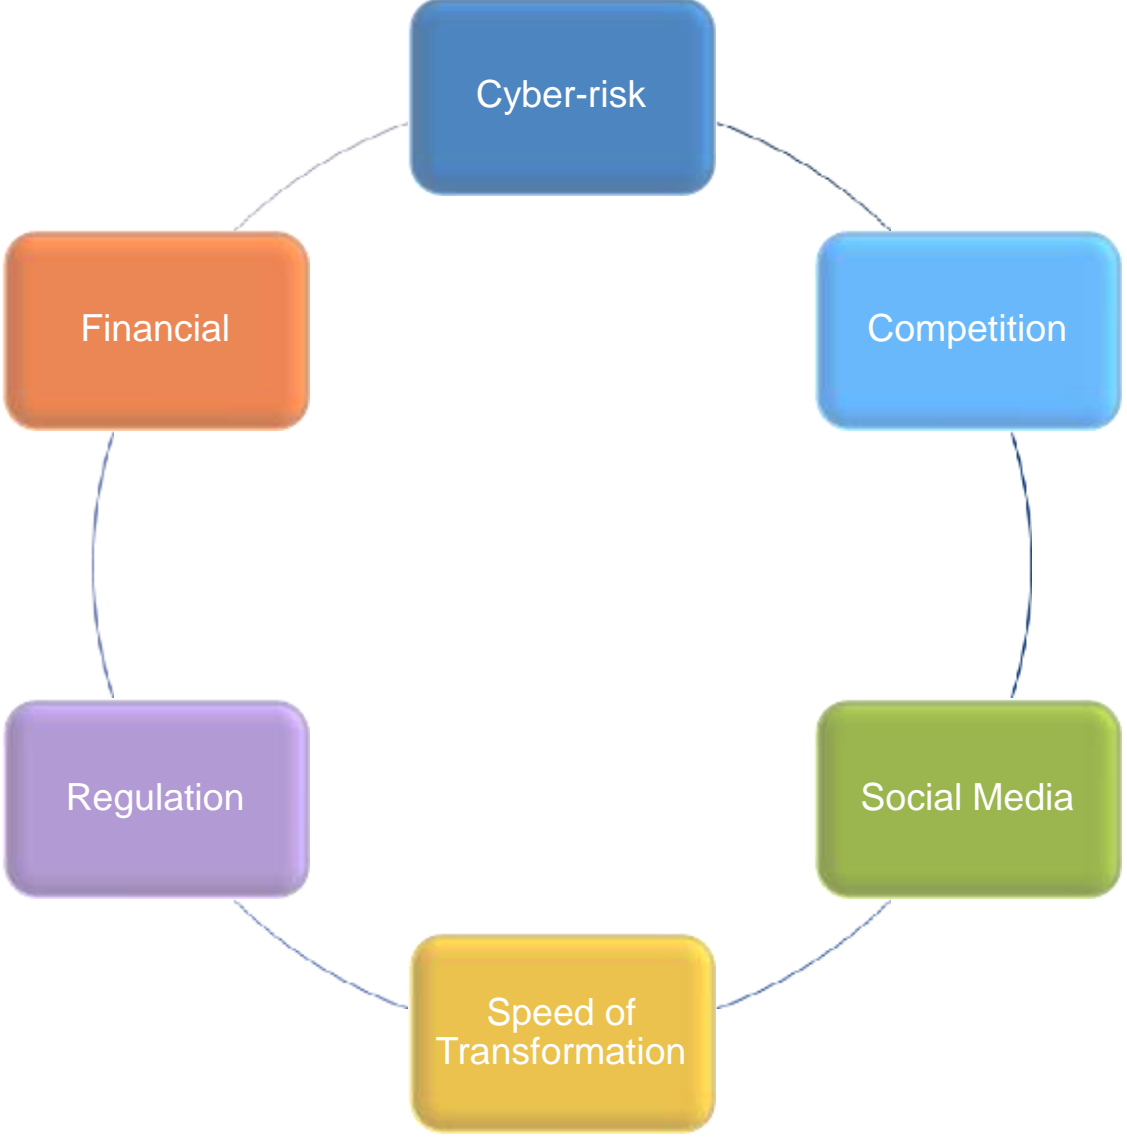 Cyber-risk
Financial
Competition
Regulation
Social Media
Speed of
Transformation